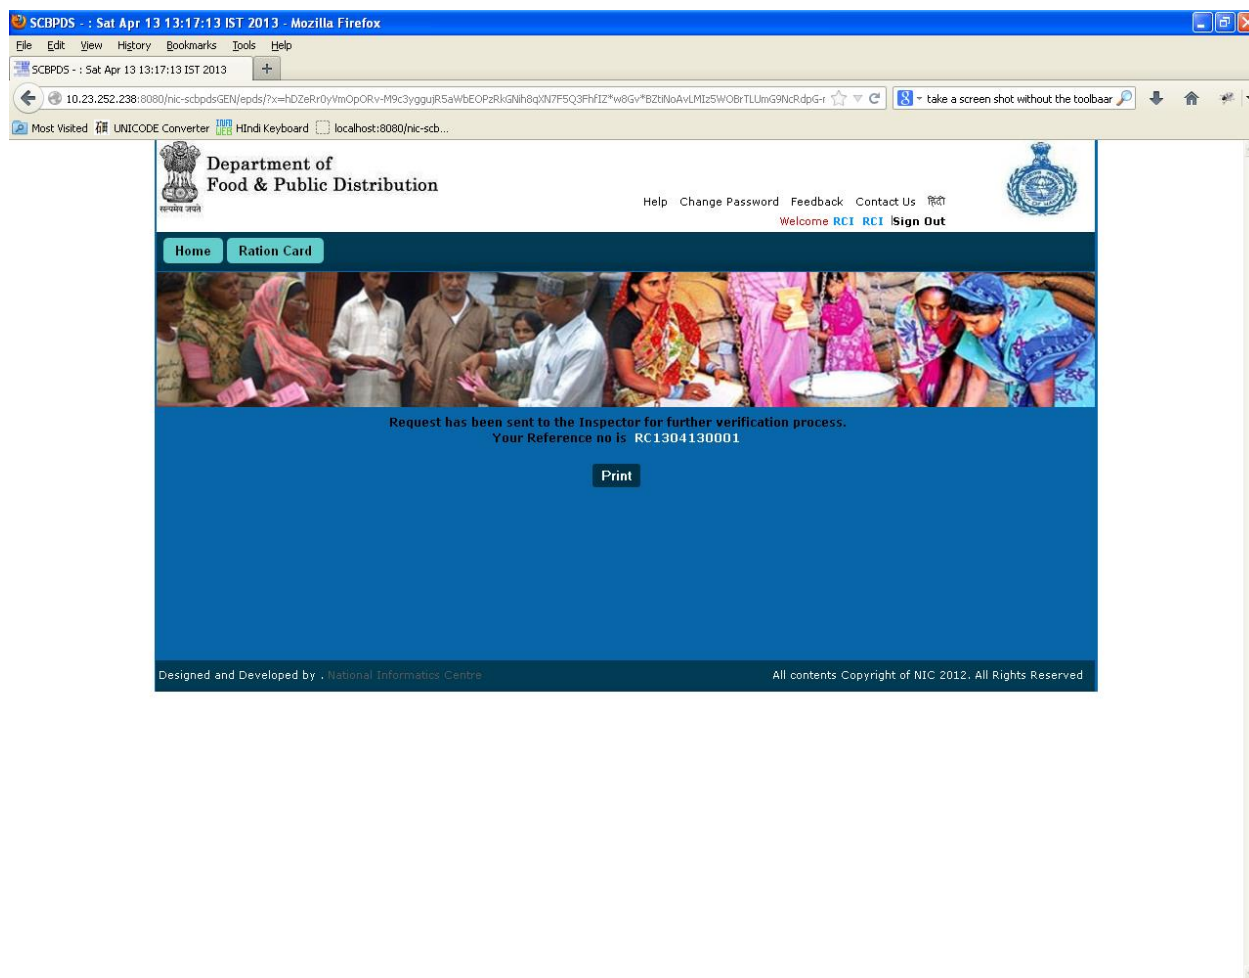 SCBPDS - : Sat Apr 13 13:17:13 IST 2013 - Mozilla Firefox
File Edit View History Bookmarks Tools Help
SCBPDS - : Sat Apr 13 13:17:13 IST 2013 +
take a screen shot without the toolbaar
Most Visited UNICODE Converter HIndi Keyboard localhost:8080/nic-scb...
Department of
Food & Public Distribution
सत्यमेव जयते
Help Change Password Feedback Contact Us हिंदी
Welcome RCI RCI |Sign Out
Home Ration Card
Request has been sent to the Inspector for further verification process.
Your Reference no is RC1304130001
Print
Designed and Developed by . National Informatics Centre
All contents Copyright of NIC 2012. All Rights Reserved